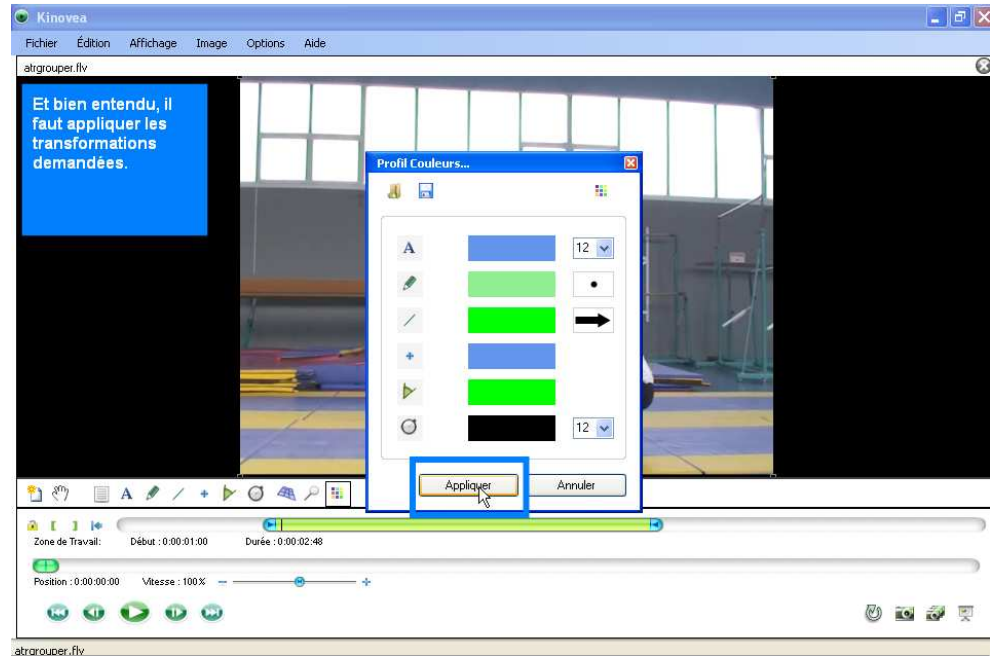 Kinovea
Fichier Édition Affichage Image Options Aide
atrgrouper.flv
Et bien entendu, il
faut appliquer les
transformations
demandées.
Profil Couleurs...
A 12
12
Appliquer Annuler
A
Zone de Travail: Début : 0:00:01:00 Durée : 0:00:02:48
Position : 0:00:00:00 Vitesse : 100%
atrgrouper.flv